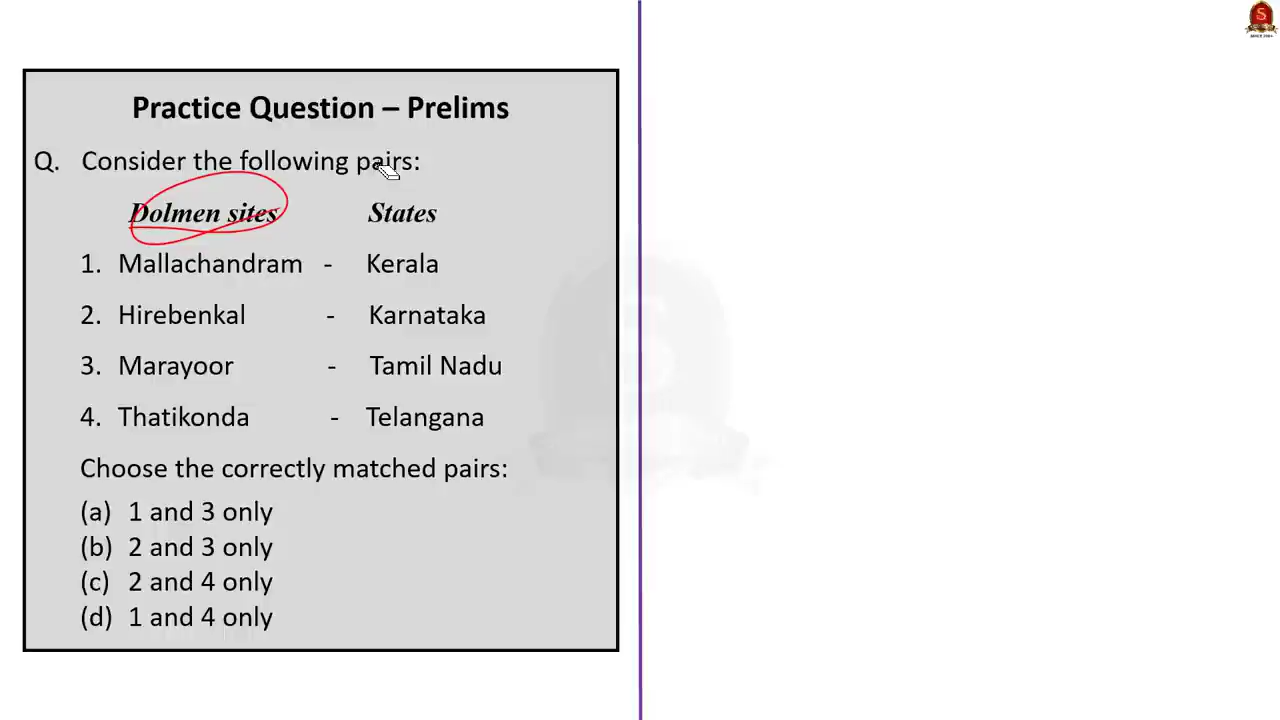 Practice Question – Prelims
Q. Consider the following pairs:
Dolmen sites States
1. Mallachandram - Kerala
2. Hirebenkal - Karnataka
3. Marayoor - Tamil Nadu
4. Thatikonda - Telangana
Choose the correctly matched pairs:
(a) 1 and 3 only
(b) 2 and 3 only
(c) 2 and 4 only
(d) 1 and 4 only
S